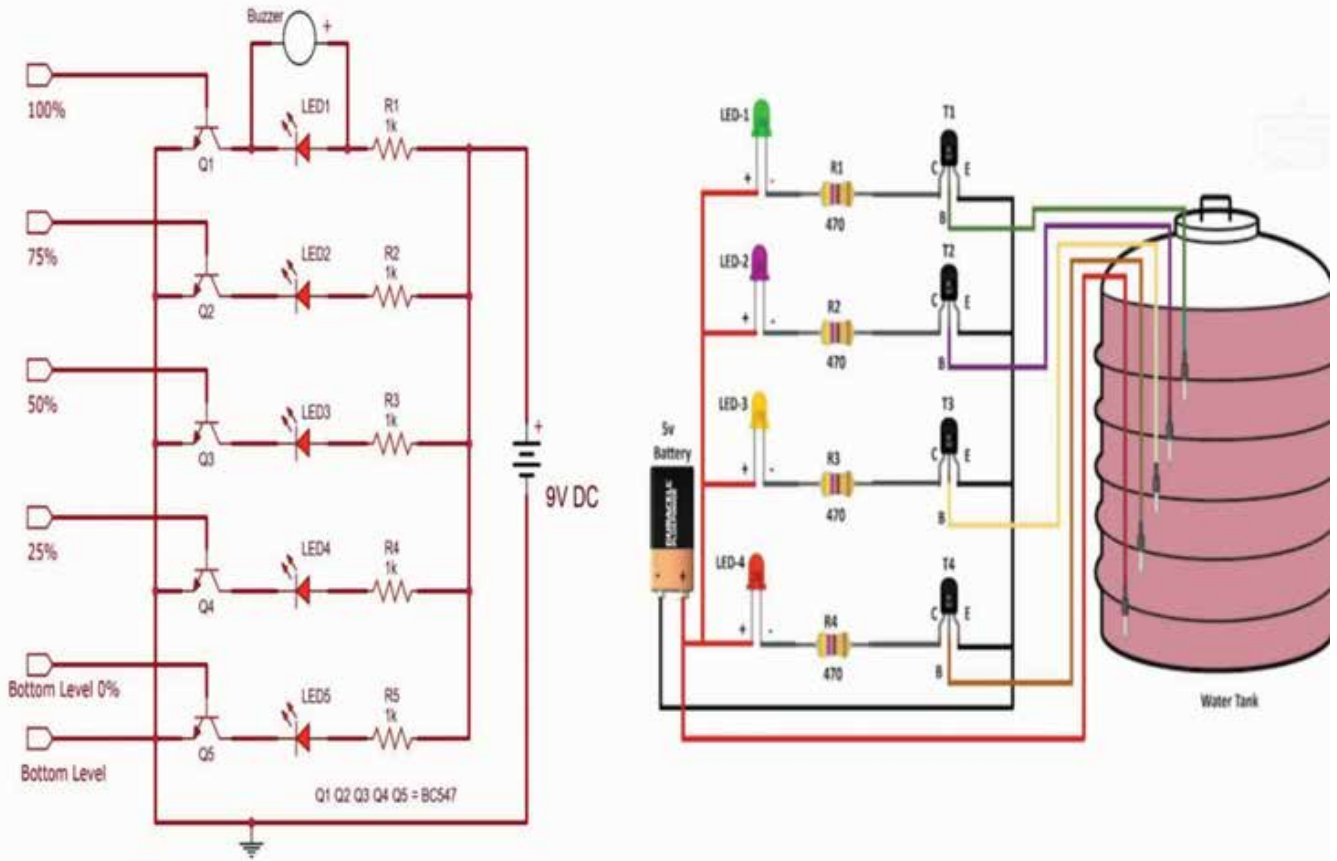 Buzzer
+
100%
LED1
R1
1k
Q1
75%
LED2
R2
1k
Q2
50%
LED3
R3
1k
Q3
+
9V DC
25%
LED4
R4
1k
Q4
Bottom Level 0%
LED5
R5
1k
Q5
Bottom Level
Q1 Q2 Q3 Q4 Q5 = BC547
LED-1
T1
+ -
R1
C E
470
B
LED-2
T2
+ -
R2
C E
470
B
LED-3
T3
5v
Battery
+ -
R3
C E
470
B
DURACELL
- +
LED-4
T4
+ -
R4
C E
470
B
Water Tank